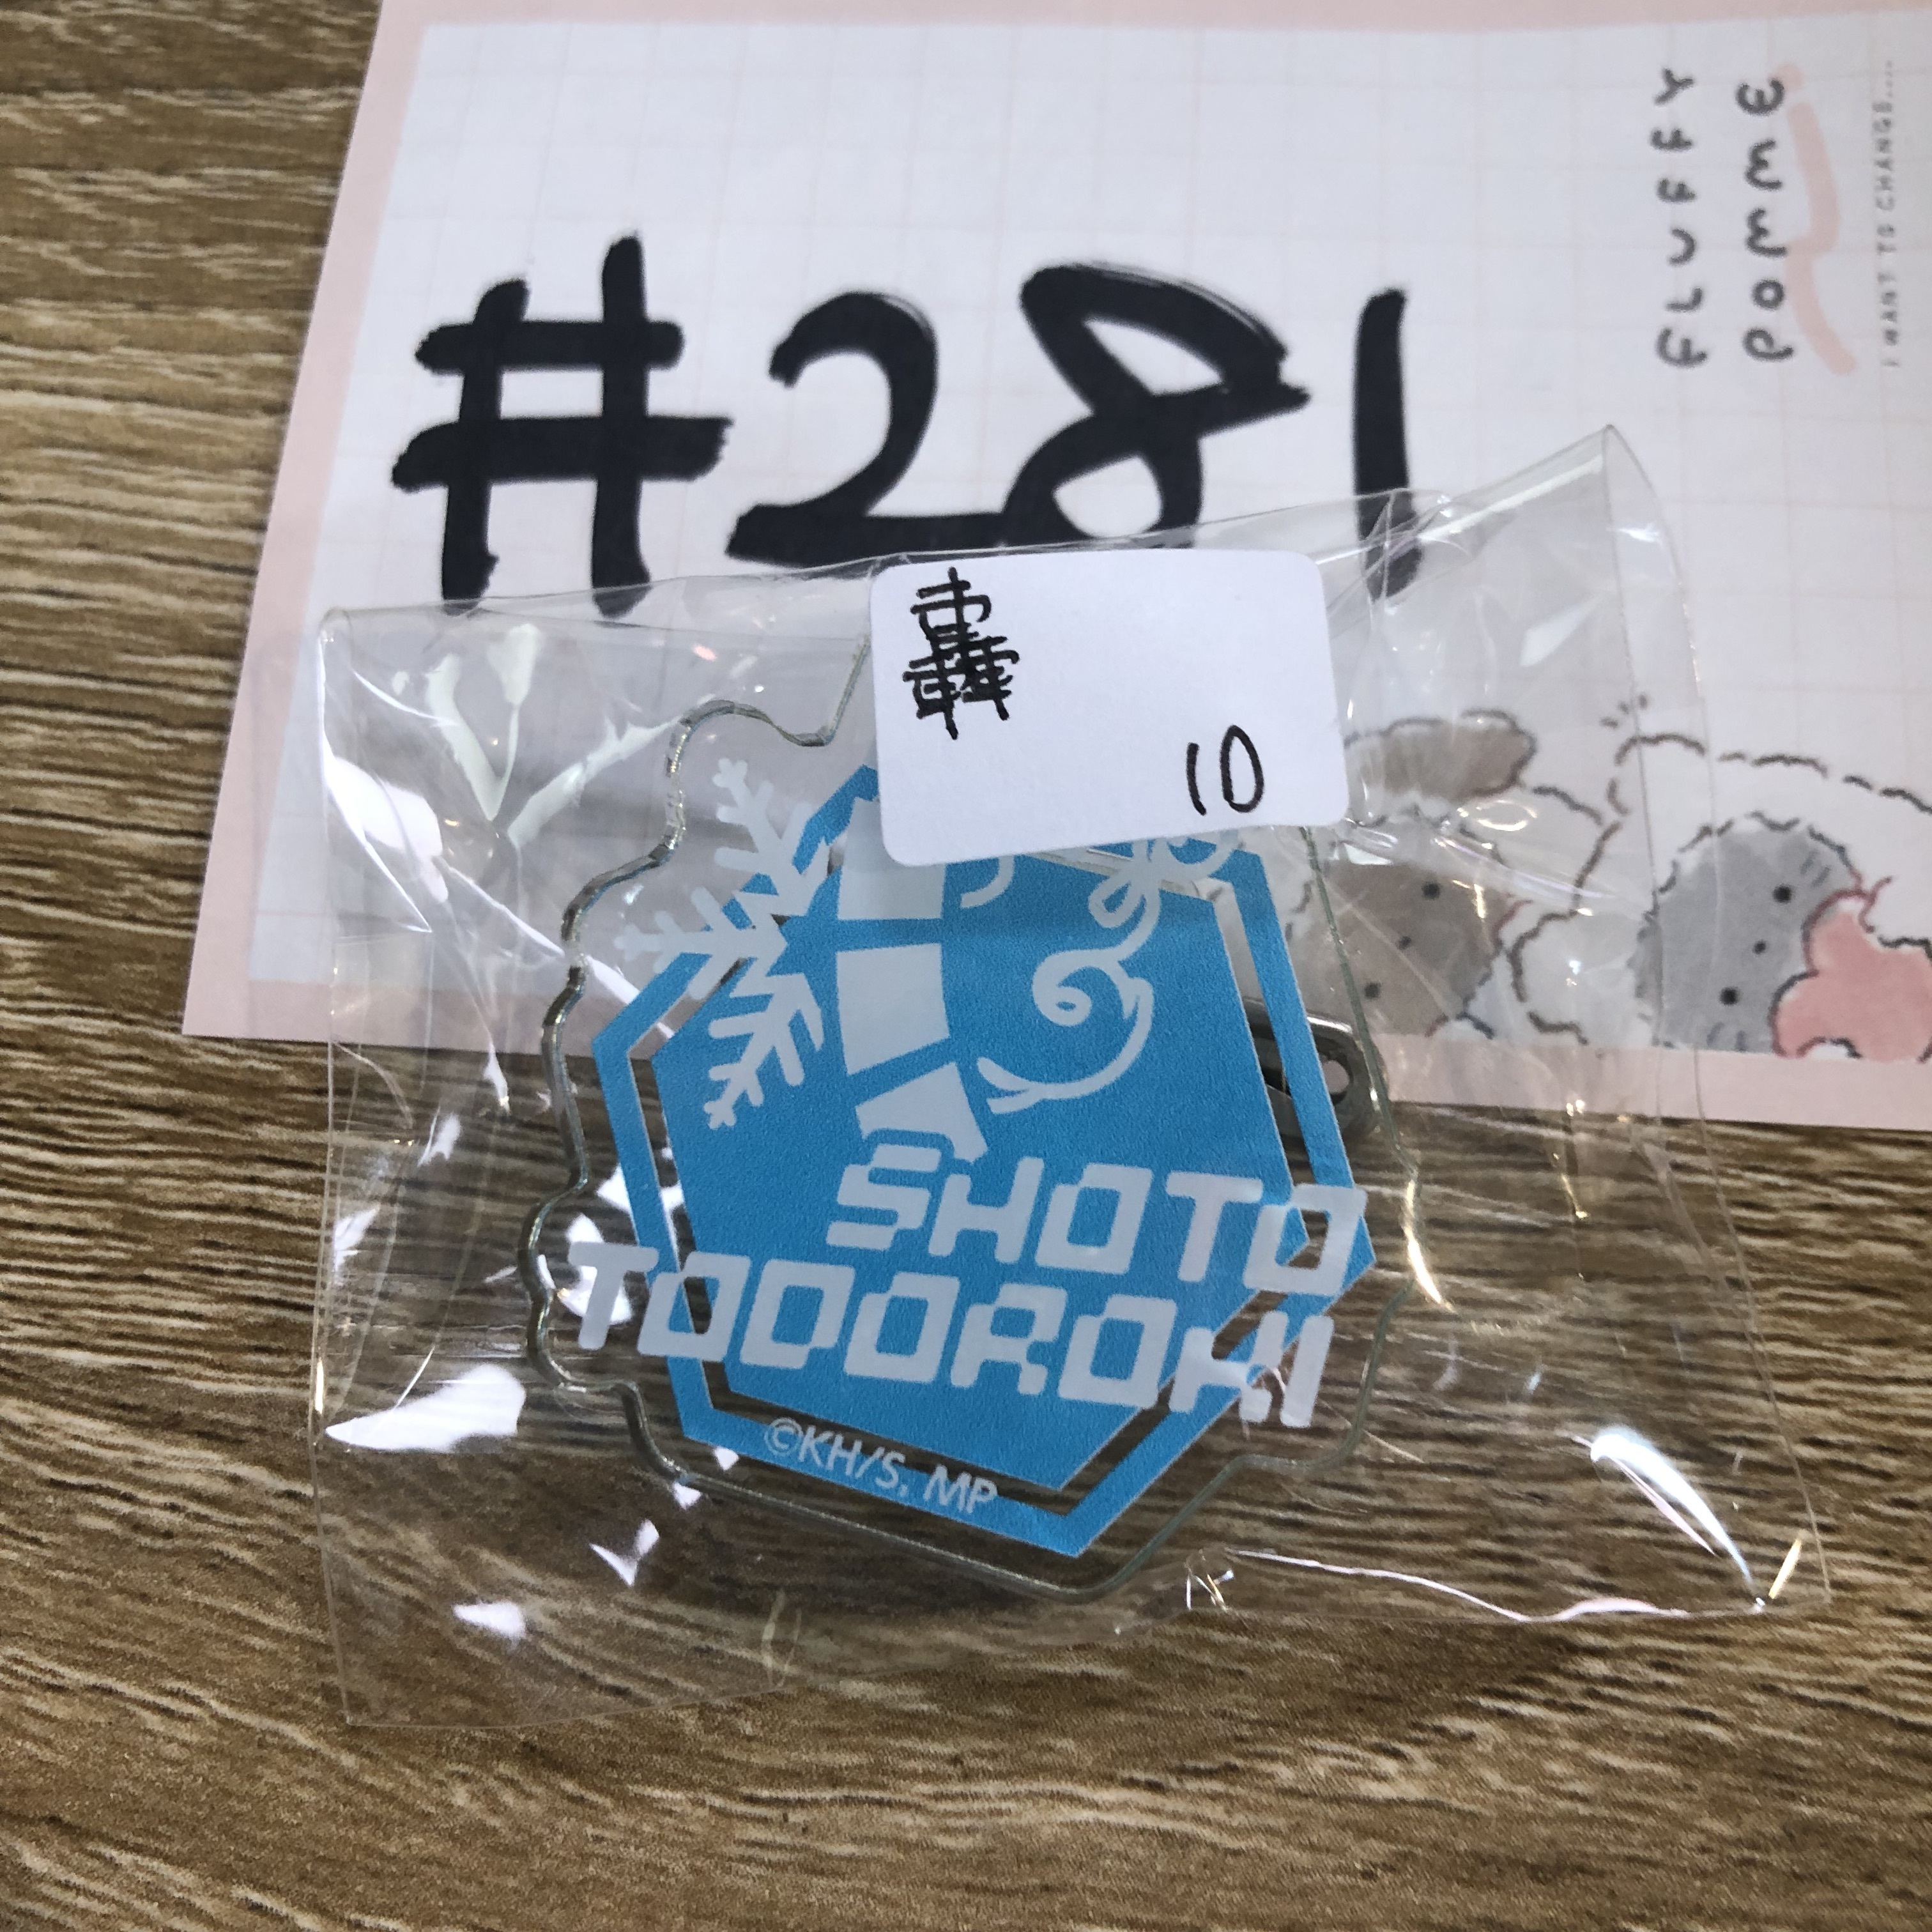 FLUFFY
POMME
I WANT TO CHANGE....
#281
轟
10
SHOTO
TODOROKI
©KH/S, MP